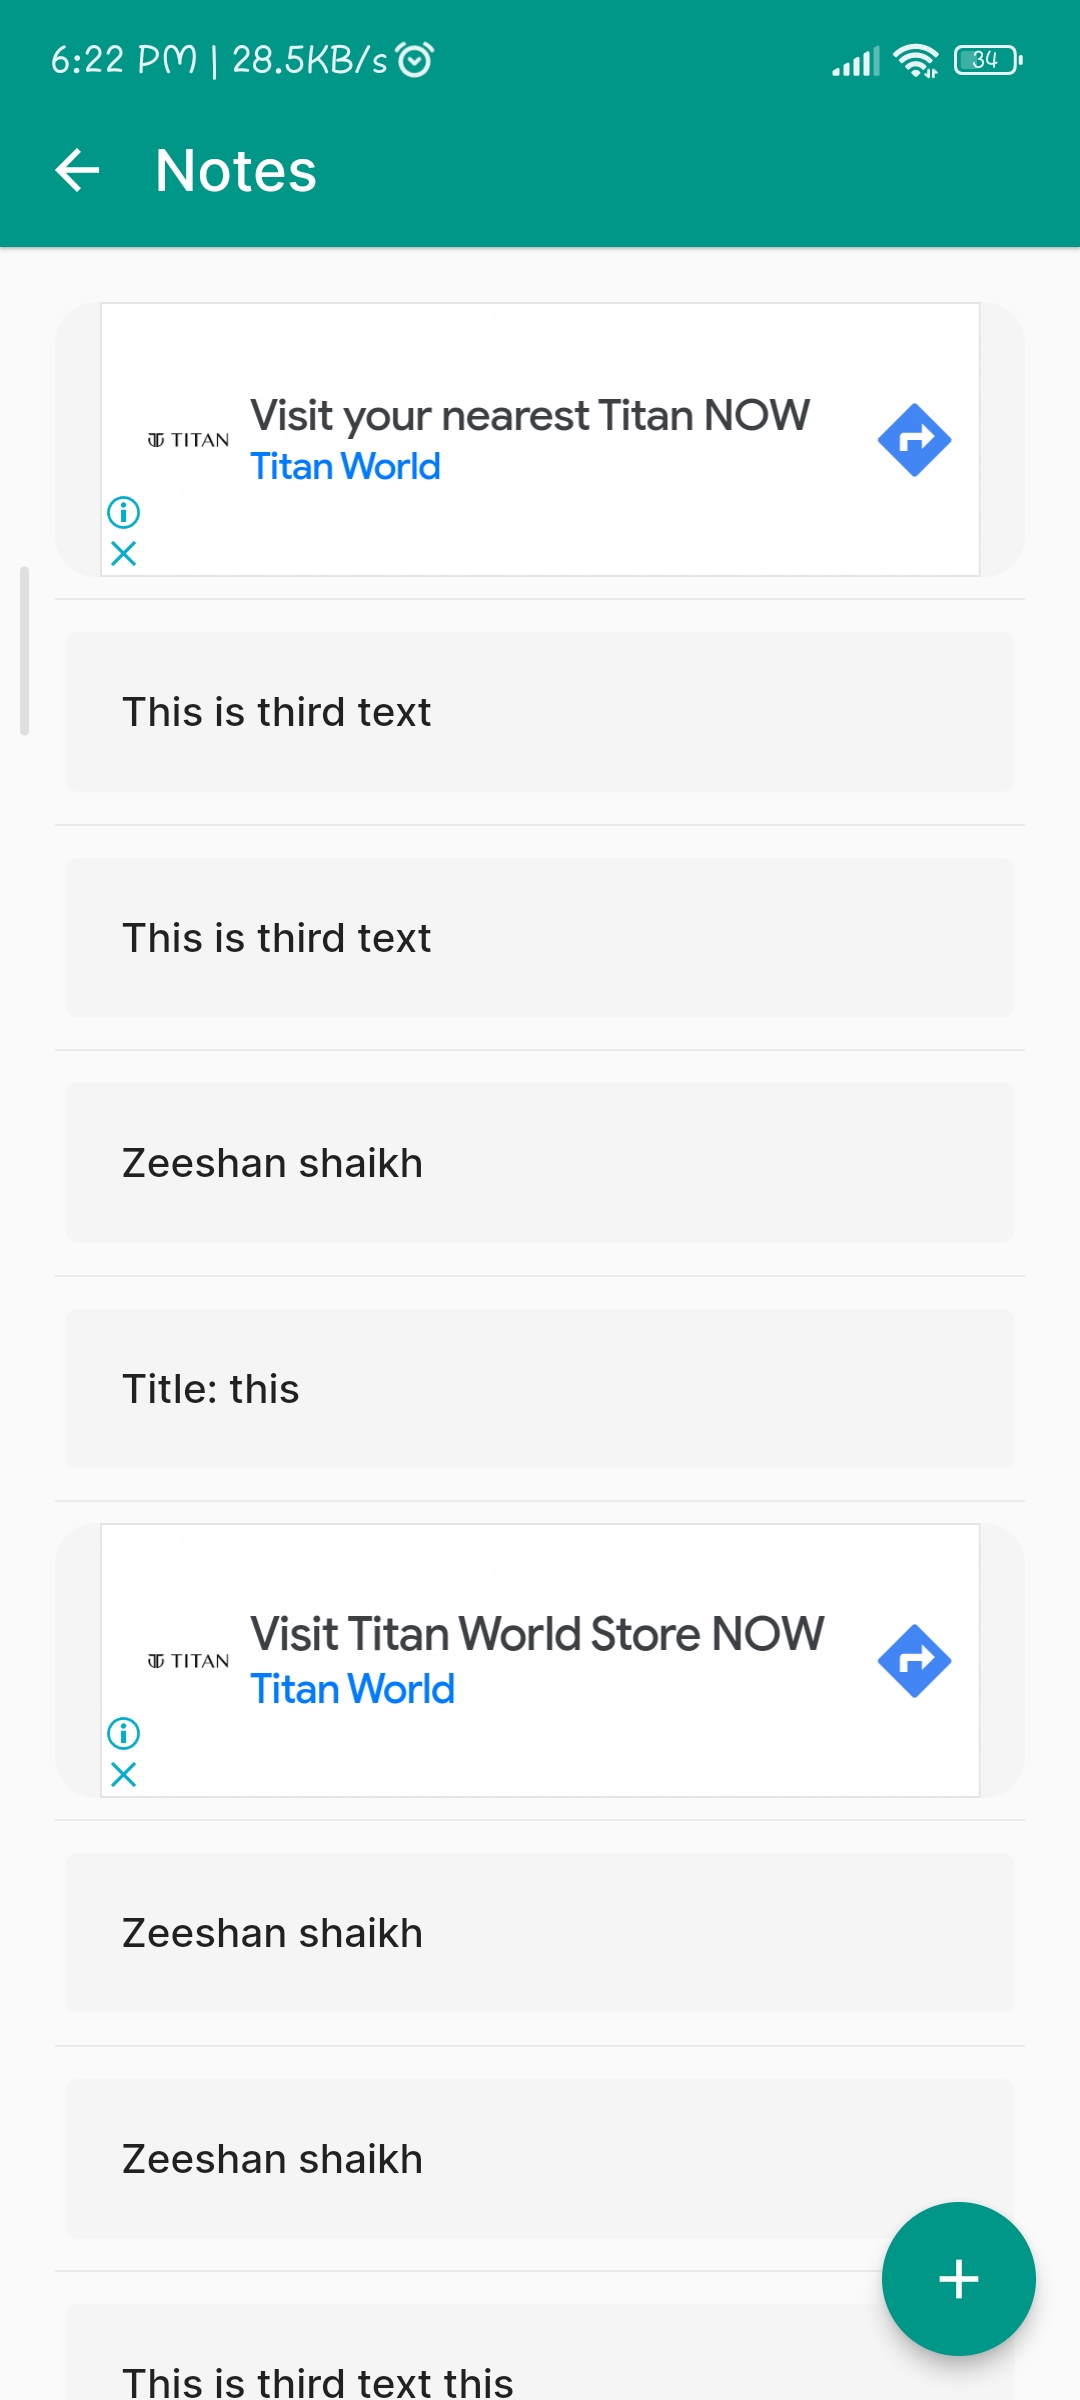 6:22 PM | 28.5KB/s
34
Notes
Visit your nearest Titan NOW
TITAN
Titan World
This is third text
This is third text
Zeeshan shaikh
Title: this
Visit Titan World Store NOW
TITAN
Titan World
Zeeshan shaikh
Zeeshan shaikh
This is third text this